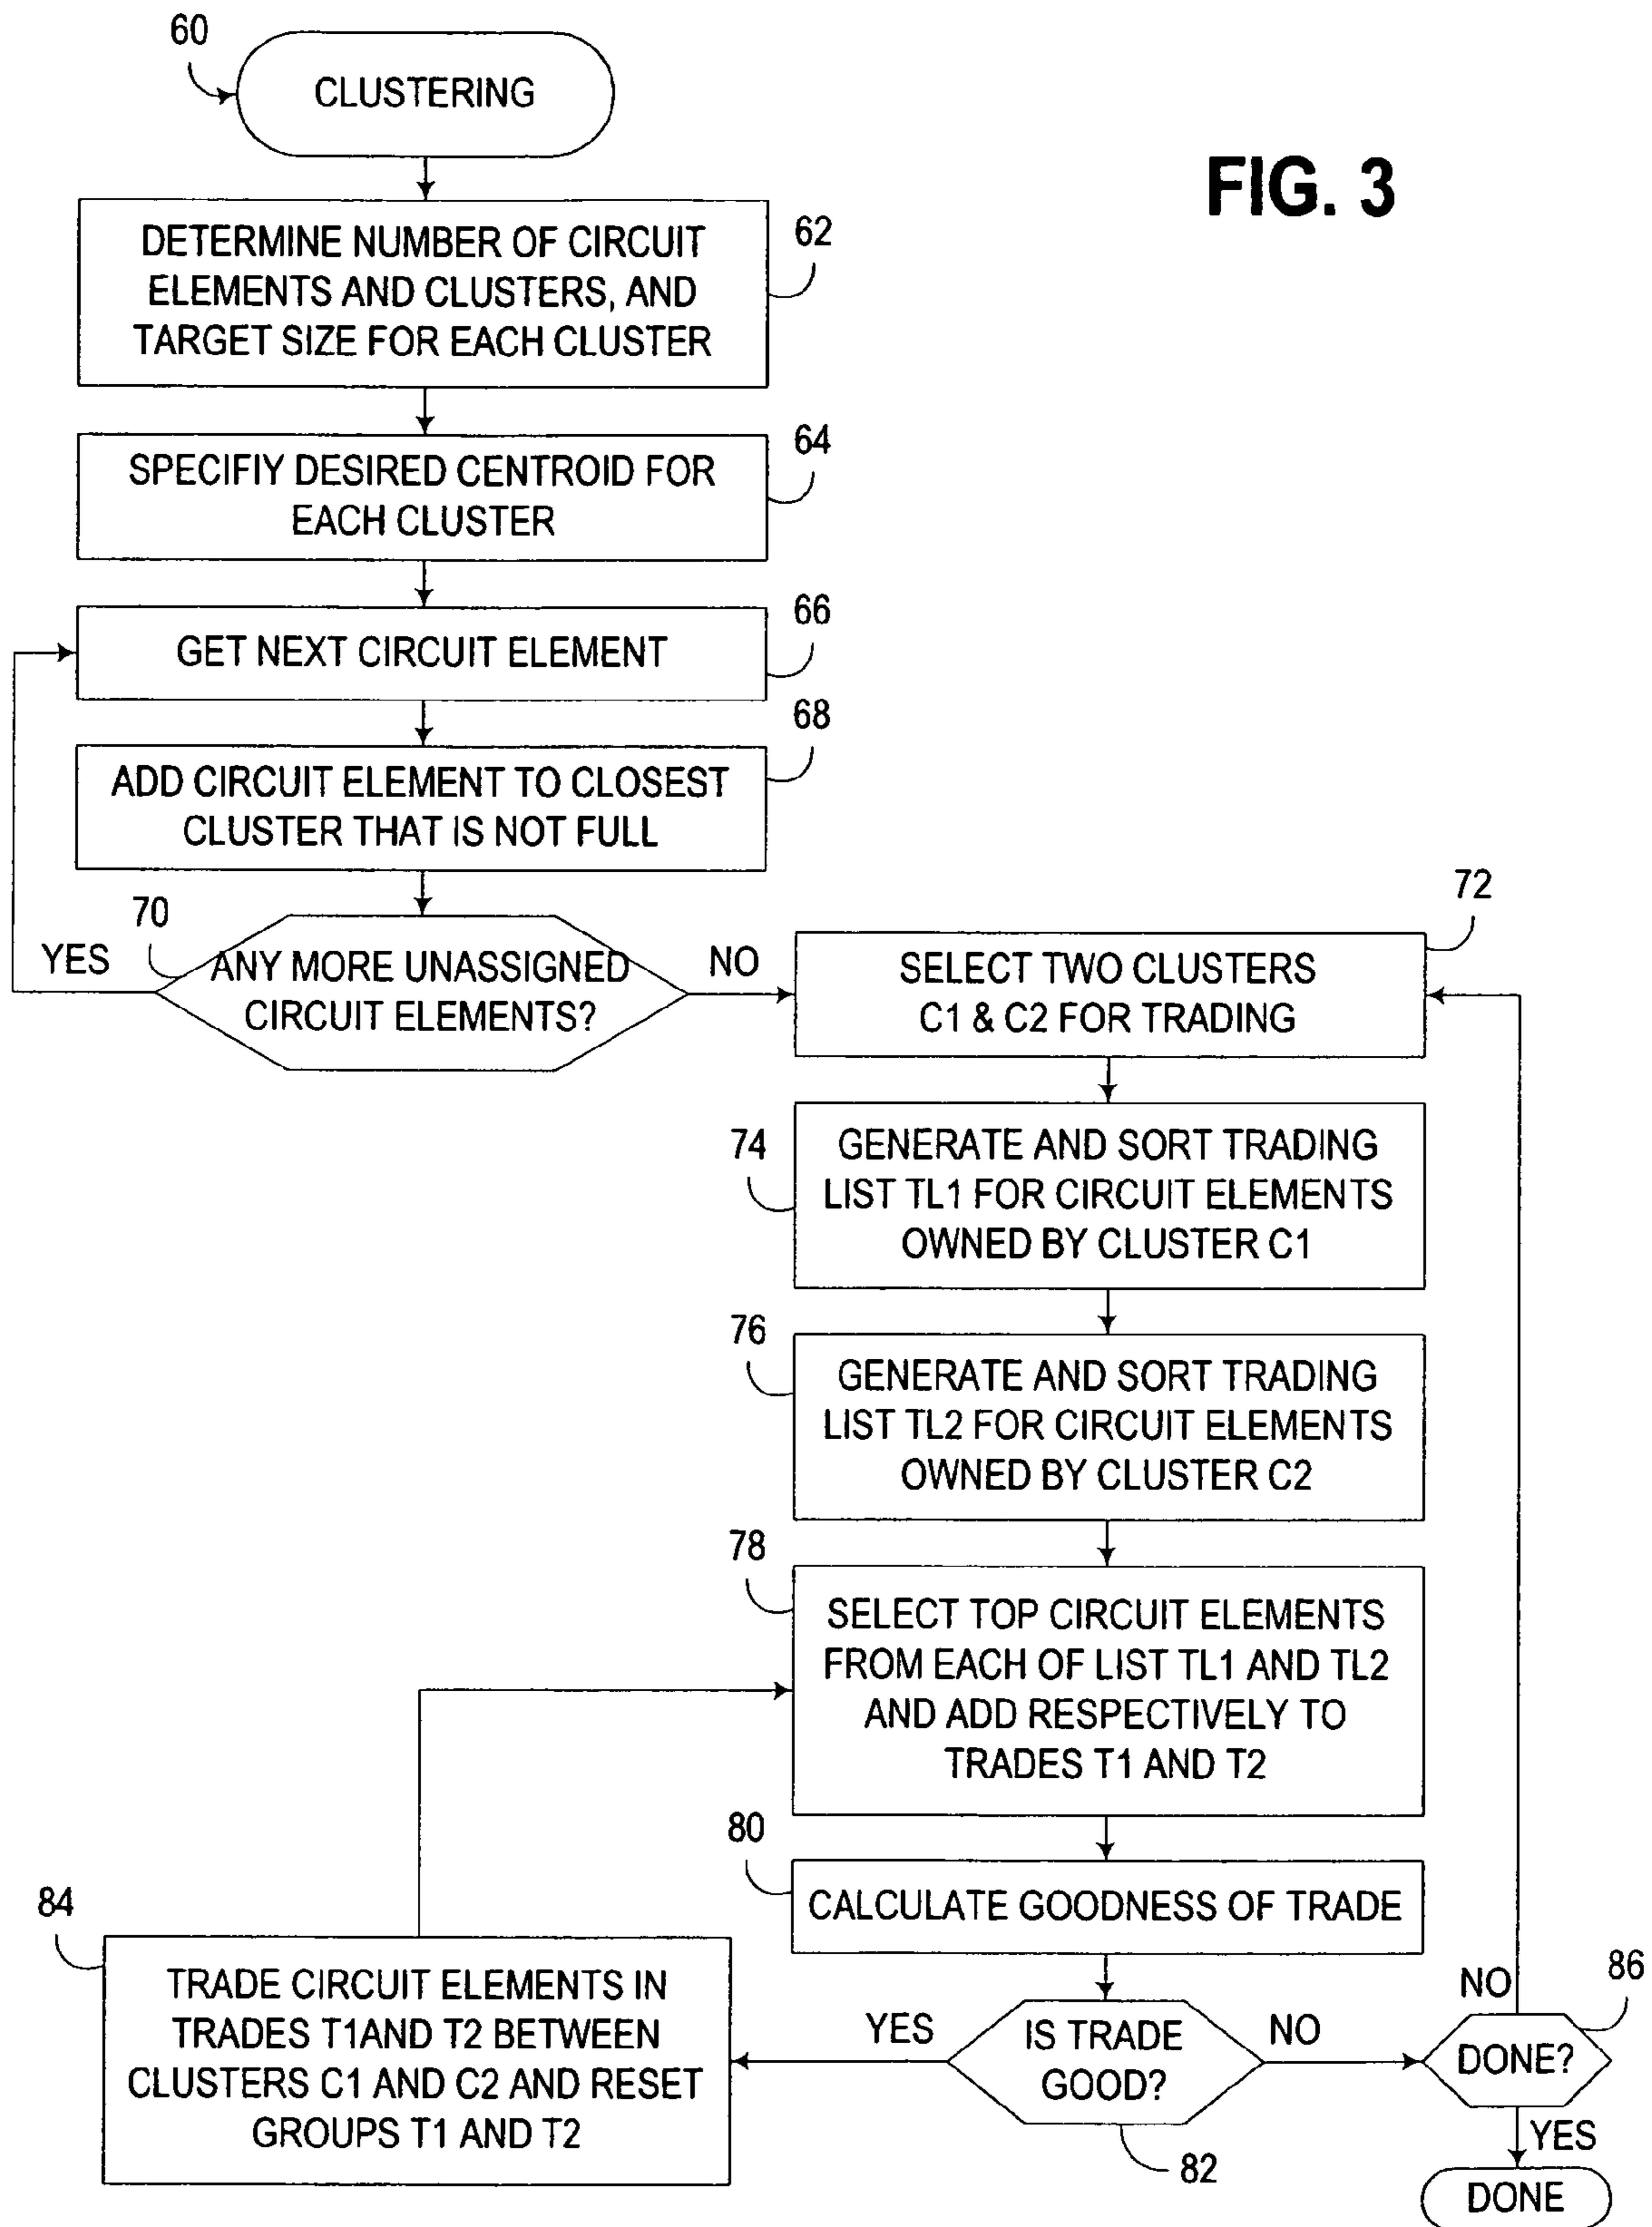 60
CLUSTERING
FIG. 3
DETERMINE NUMBER OF CIRCUIT
ELEMENTS AND CLUSTERS, AND
TARGET SIZE FOR EACH CLUSTER
62
SPECIFIY DESIRED CENTROID FOR
EACH CLUSTER
64
GET NEXT CIRCUIT ELEMENT
66
ADD CIRCUIT ELEMENT TO CLOSEST
CLUSTER THAT IS NOT FULL
68
70
YES
ANY MORE UNASSIGNED
CIRCUIT ELEMENTS?
NO
72
SELECT TWO CLUSTERS
C1 & C2 FOR TRADING
74
GENERATE AND SORT TRADING
LIST TL1 FOR CIRCUIT ELEMENTS
OWNED BY CLUSTER C1
76
GENERATE AND SORT TRADING
LIST TL2 FOR CIRCUIT ELEMENTS
OWNED BY CLUSTER C2
78
SELECT TOP CIRCUIT ELEMENTS
FROM EACH OF LIST TL1 AND TL2
AND ADD RESPECTIVELY TO
TRADES T1 AND T2
80
CALCULATE GOODNESS OF TRADE
84
TRADE CIRCUIT ELEMENTS IN
TRADES T1AND T2 BETWEEN
CLUSTERS C1 AND C2 AND RESET
GROUPS T1 AND T2
YES
IS TRADE
GOOD?
82
NO
NO
86
DONE?
YES
DONE